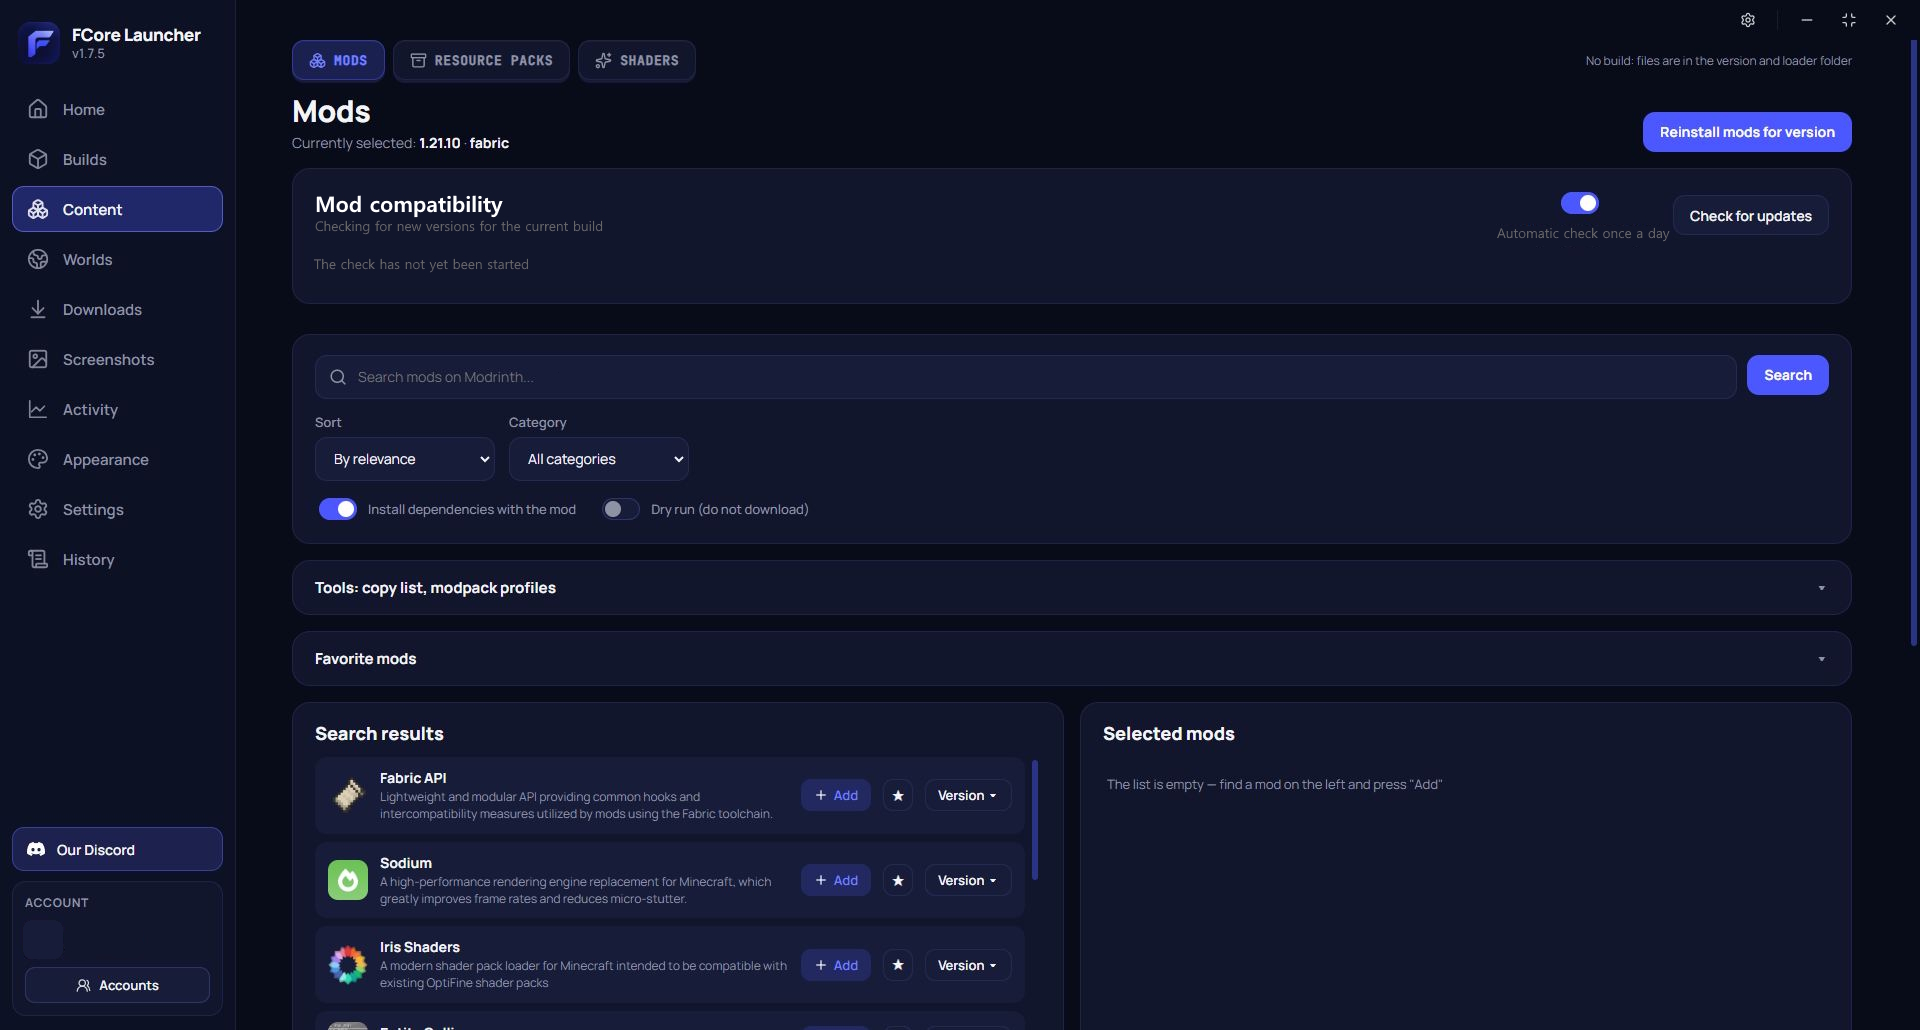 FCore Launcher
v1.7.5
Home
Builds
Content
Worlds
Downloads
Screenshots
Activity
Appearance
Settings
History
Our Discord
ACCOUNT
Accounts
MODS
RESOURCE PACKS
SHADERS
No build: files are in the version and loader folder
Mods
Currently selected: 1.21.10 · fabric
Reinstall mods for version
Mod compatibility
Checking for new versions for the current build
Automatic check once a day
Check for updates
The check has not yet been started
Search mods on Modrinth...
Search
Sort
Category
By relevance
All categories
Install dependencies with the mod
Dry run (do not download)
Tools: copy list, modpack profiles
Favorite mods
Search results
Fabric API
Lightweight and modular API providing common hooks and
intercompatibility measures utilized by mods using the Fabric toolchain.
+ Add
Version
Sodium
A high-performance rendering engine replacement for Minecraft, which
greatly improves frame rates and reduces micro-stutter.
+ Add
Version
Iris Shaders
A modern shader pack loader for Minecraft intended to be compatible with
existing OptiFine shader packs
+ Add
Version
Selected mods
The list is empty — find a mod on the left and press "Add"